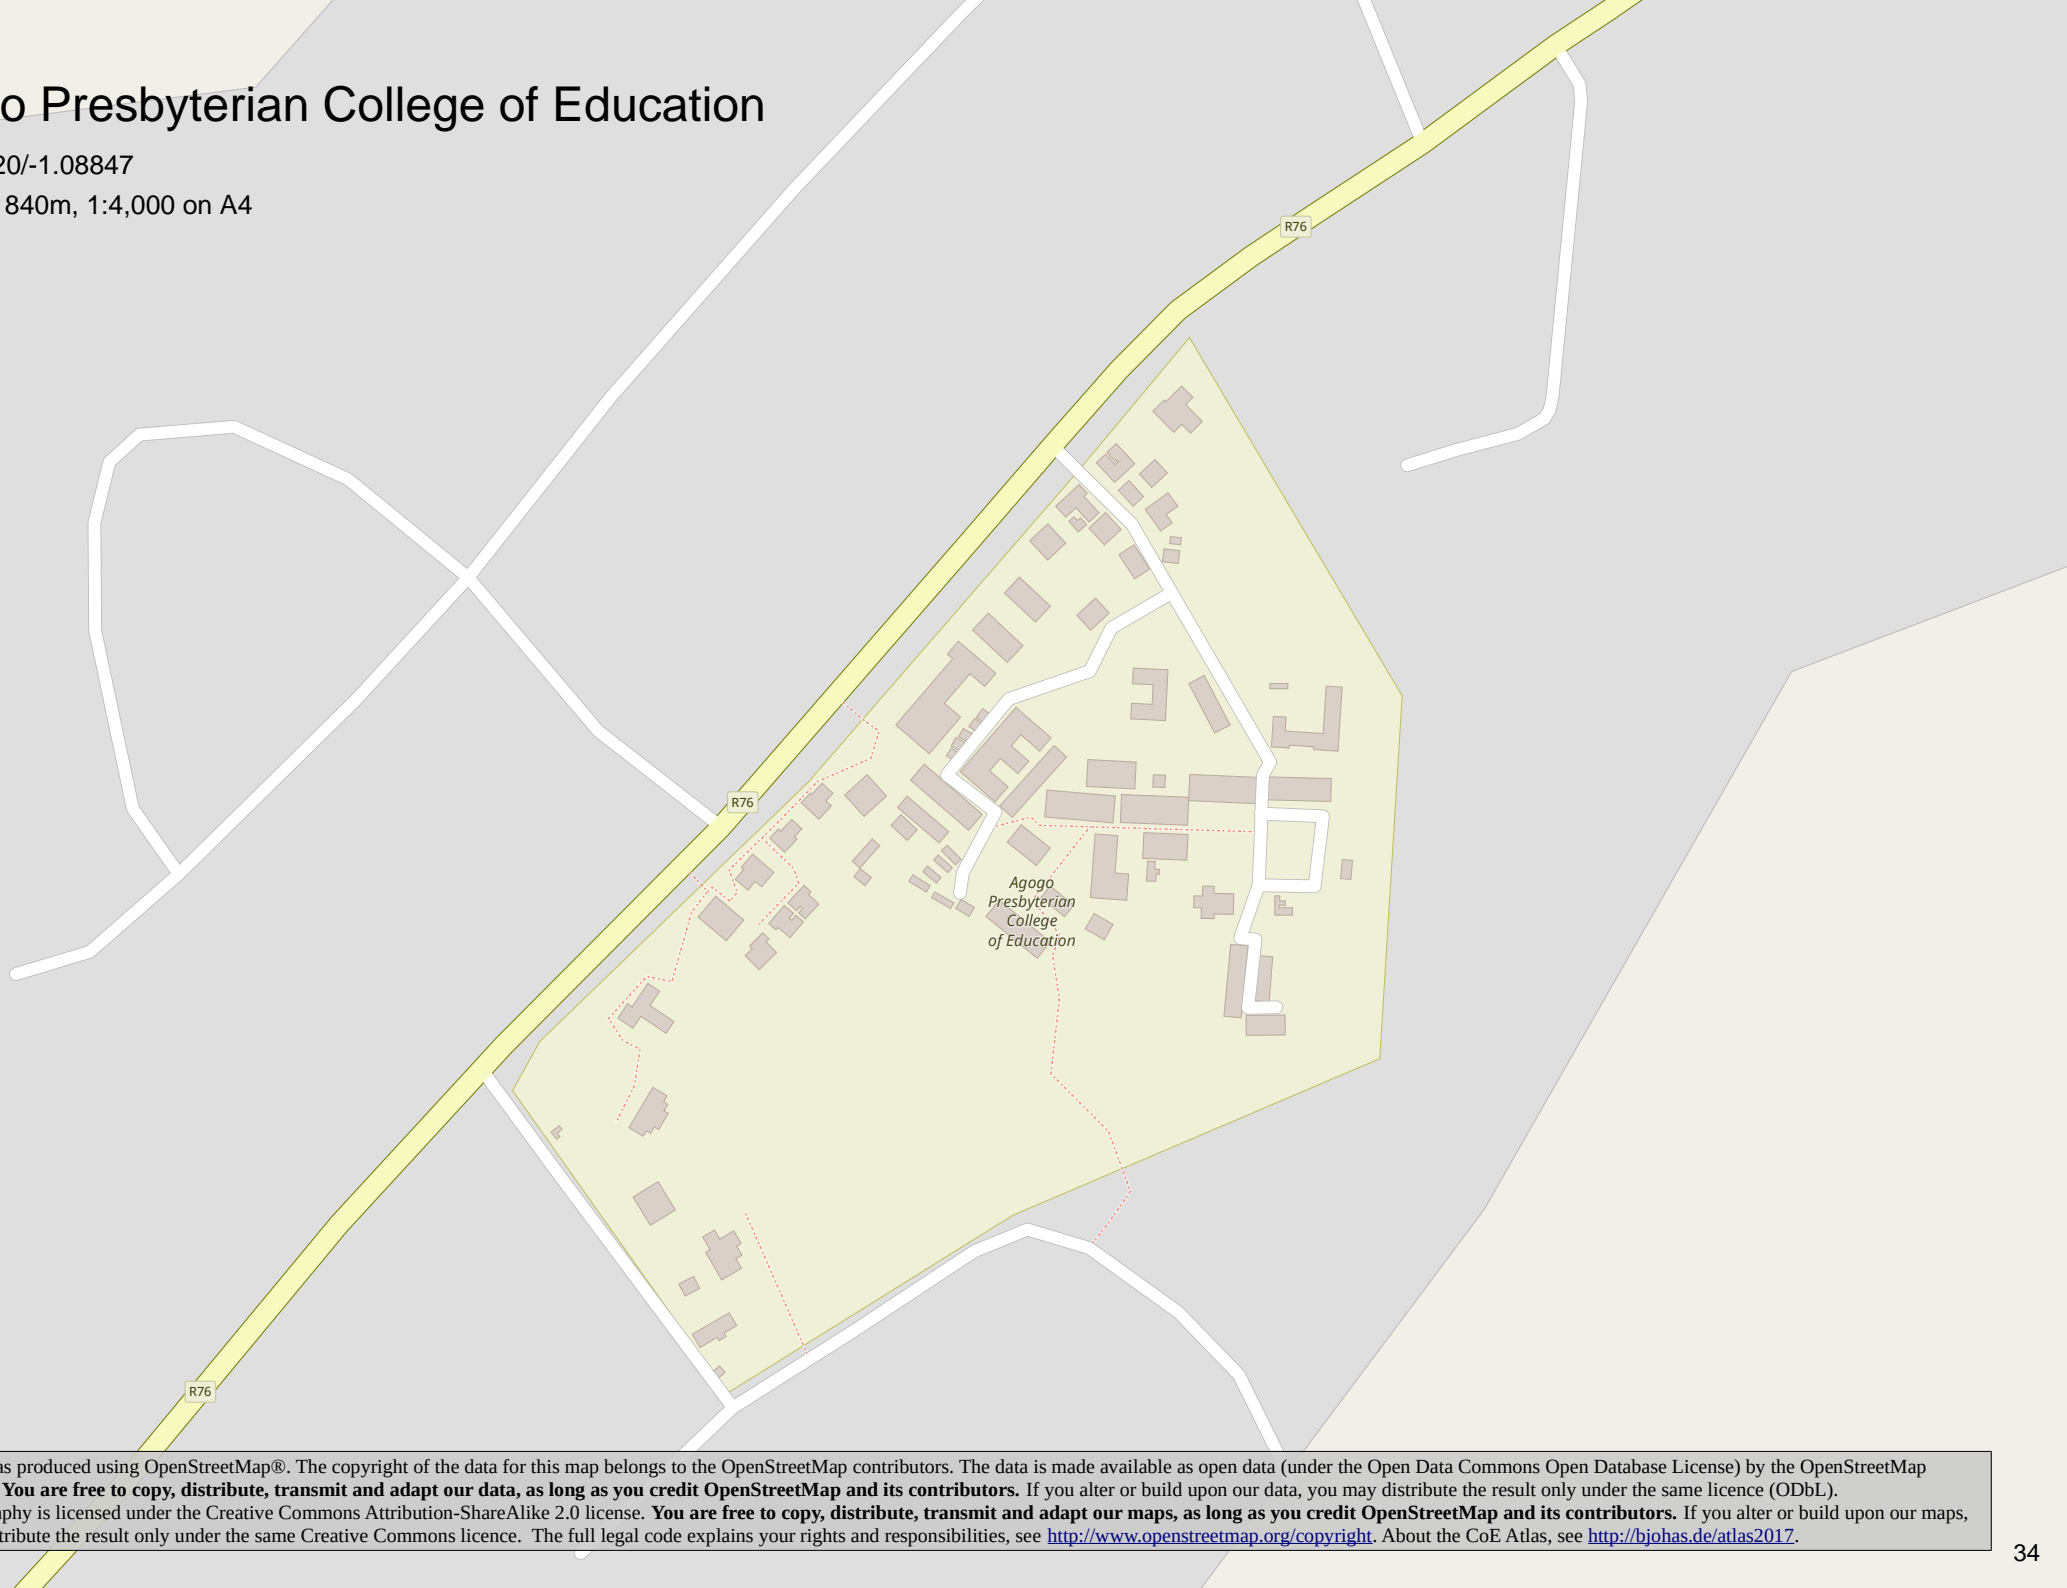 o Presbyterian College of Education
20/-1.08847
840m, 1:4,000 on A4
R76
R76
Agogo
Presbyterian
College
of Education
R76
as produced using OpenStreetMap®. The copyright of the data for this map belongs to the OpenStreetMap contributors. The data is made available as open data (under the Open Data Commons Open Database License) by the OpenStreetMap
You are free to copy, distribute, transmit and adapt our data, as long as you credit OpenStreetMap and its contributors. If you alter or build upon our data, you may distribute the result only under the same licence (ODbL).
phy is licensed under the Creative Commons Attribution-ShareAlike 2.0 license. You are free to copy, distribute, transmit and adapt our maps, as long as you credit OpenStreetMap and its contributors. If you alter or build upon our maps,
tribute the result only under the same Creative Commons licence. The full legal code explains your rights and responsibilities, see http://www.openstreetmap.org/copyright. About the CoE Atlas, see http://bjohas.de/atlas2017.
34